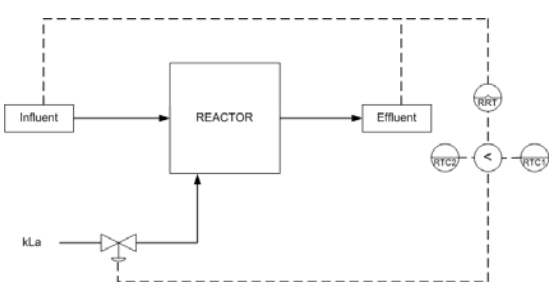 RRT
Influent
REACTOR
Effluent
RTC2
<
RTC1
kLa